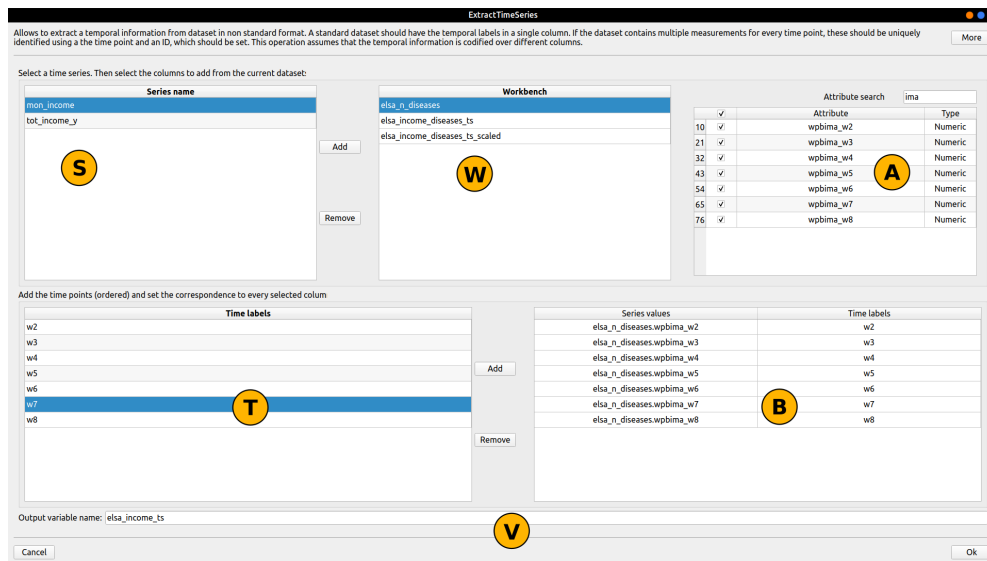 ExtractTimeSeries
Allows to extract a temporal information from dataset in non standard format. A standard dataset should have the temporal labels in a single column. If the dataset contains multiple measurements for every time point, these should be uniquely
identified using a the time point and an ID, which should be set. This operation assumes that the temporal information is codified over different columns.
More
Select a time series. Then select the columns to add from the current dataset:
Series name
mon_income
tot_income_y
S
Add
Remove
Workbench
elsa_n_diseases
elsa_income_diseases_ts
elsa_income_diseases_ts_scaled
W
Attribute search ima
Attribute Type
10 wpbima_w2 Numeric
21 wpbima_w3 Numeric
32 wpbima_w4 Numeric
43 wpbima_w5 Numeric
54 wpbima_w6 Numeric
65 wpbima_w7 Numeric
76 wpbima_w8 Numeric
A
Add the time points (ordered) and set the correspondence to every selected colum
Time labels
w2
w3
w4
w5
w6
w7
w8
T
Add
Remove
Series values Time labels
elsa_n_diseases.wpbima_w2 w2
elsa_n_diseases.wpbima_w3 w3
elsa_n_diseases.wpbima_w4 w4
elsa_n_diseases.wpbima_w5 w5
elsa_n_diseases.wpbima_w6 w6
elsa_n_diseases.wpbima_w7 w7
elsa_n_diseases.wpbima_w8 w8
B
Output variable name: elsa_income_ts
V
Cancel
Ok